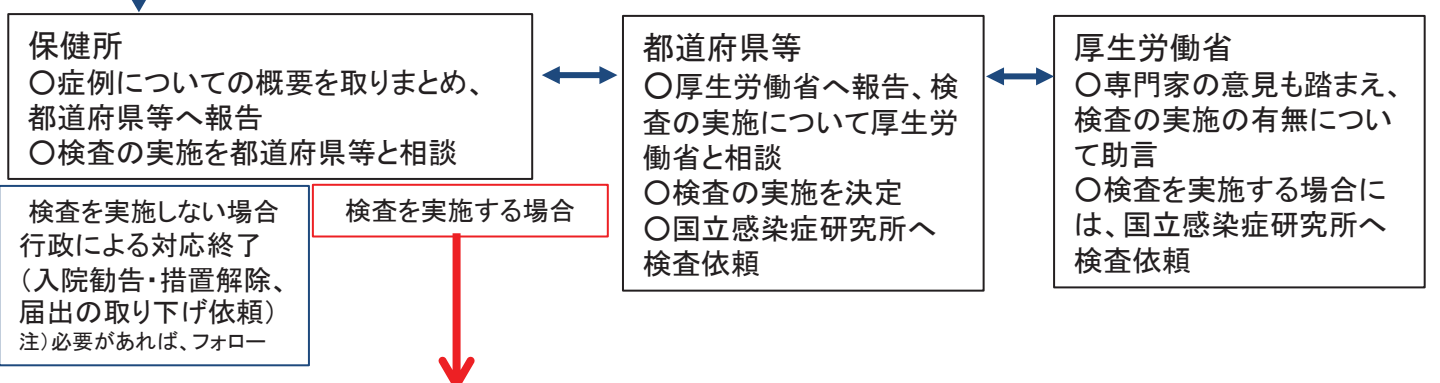 保健所
〇症例についての概要を取りまとめ、
都道府県等へ報告
〇検査の実施を都道府県等と相談
都道府県等
〇厚生労働省へ報告、検
査の実施について厚生労
働省と相談
〇検査の実施を決定
〇国立感染症研究所へ
検査依頼
厚生労働省
〇専門家の意見も踏まえ、
検査の実施の有無につい
て助言
〇検査を実施する場合に
は、国立感染症研究所へ
検査依頼
検査を実施しない場合
行政による対応終了
（入院勧告・措置解除、
届出の取り下げ依頼）
注）必要があれば、フォロー
検査を実施する場合